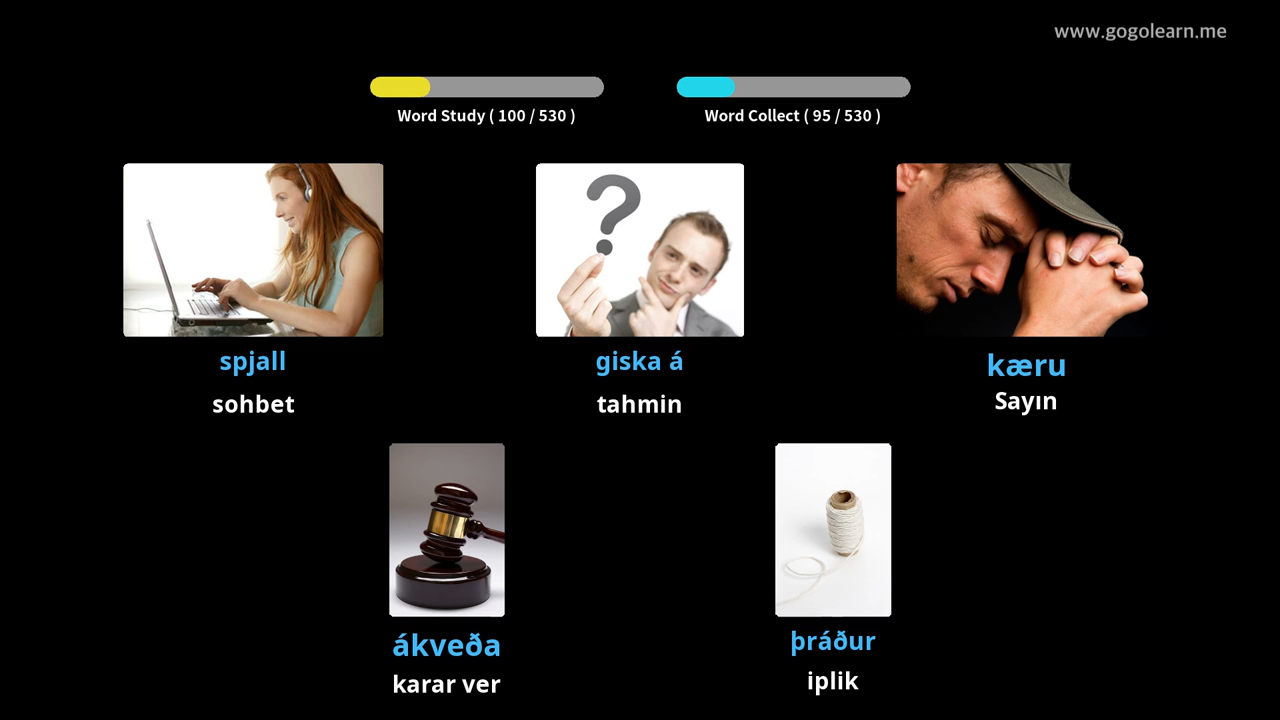 www.gogolearn.me
Word Study ( 100 / 530 )
Word Collect ( 95 / 530 )
spjall
sohbet
giska á
tahmin
kæru
Sayın
ákveða
karar ver
þráður
iplik